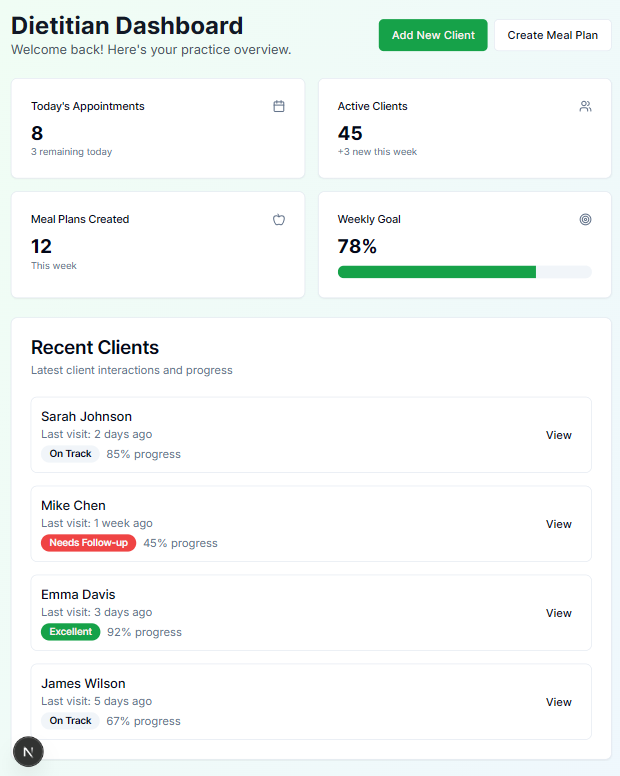 Dietitian Dashboard
Welcome back! Here's your practice overview.
Add New Client
Create Meal Plan
Today's Appointments
8
3 remaining today
Active Clients
45
+3 new this week
Meal Plans Created
12
This week
Weekly Goal
78%
Recent Clients
Latest client interactions and progress
Sarah Johnson
Last visit: 2 days ago
On Track 85% progress
View
Mike Chen
Last visit: 1 week ago
Needs Follow-up 45% progress
View
Emma Davis
Last visit: 3 days ago
Excellent 92% progress
View
James Wilson
Last visit: 5 days ago
On Track 67% progress
View
N